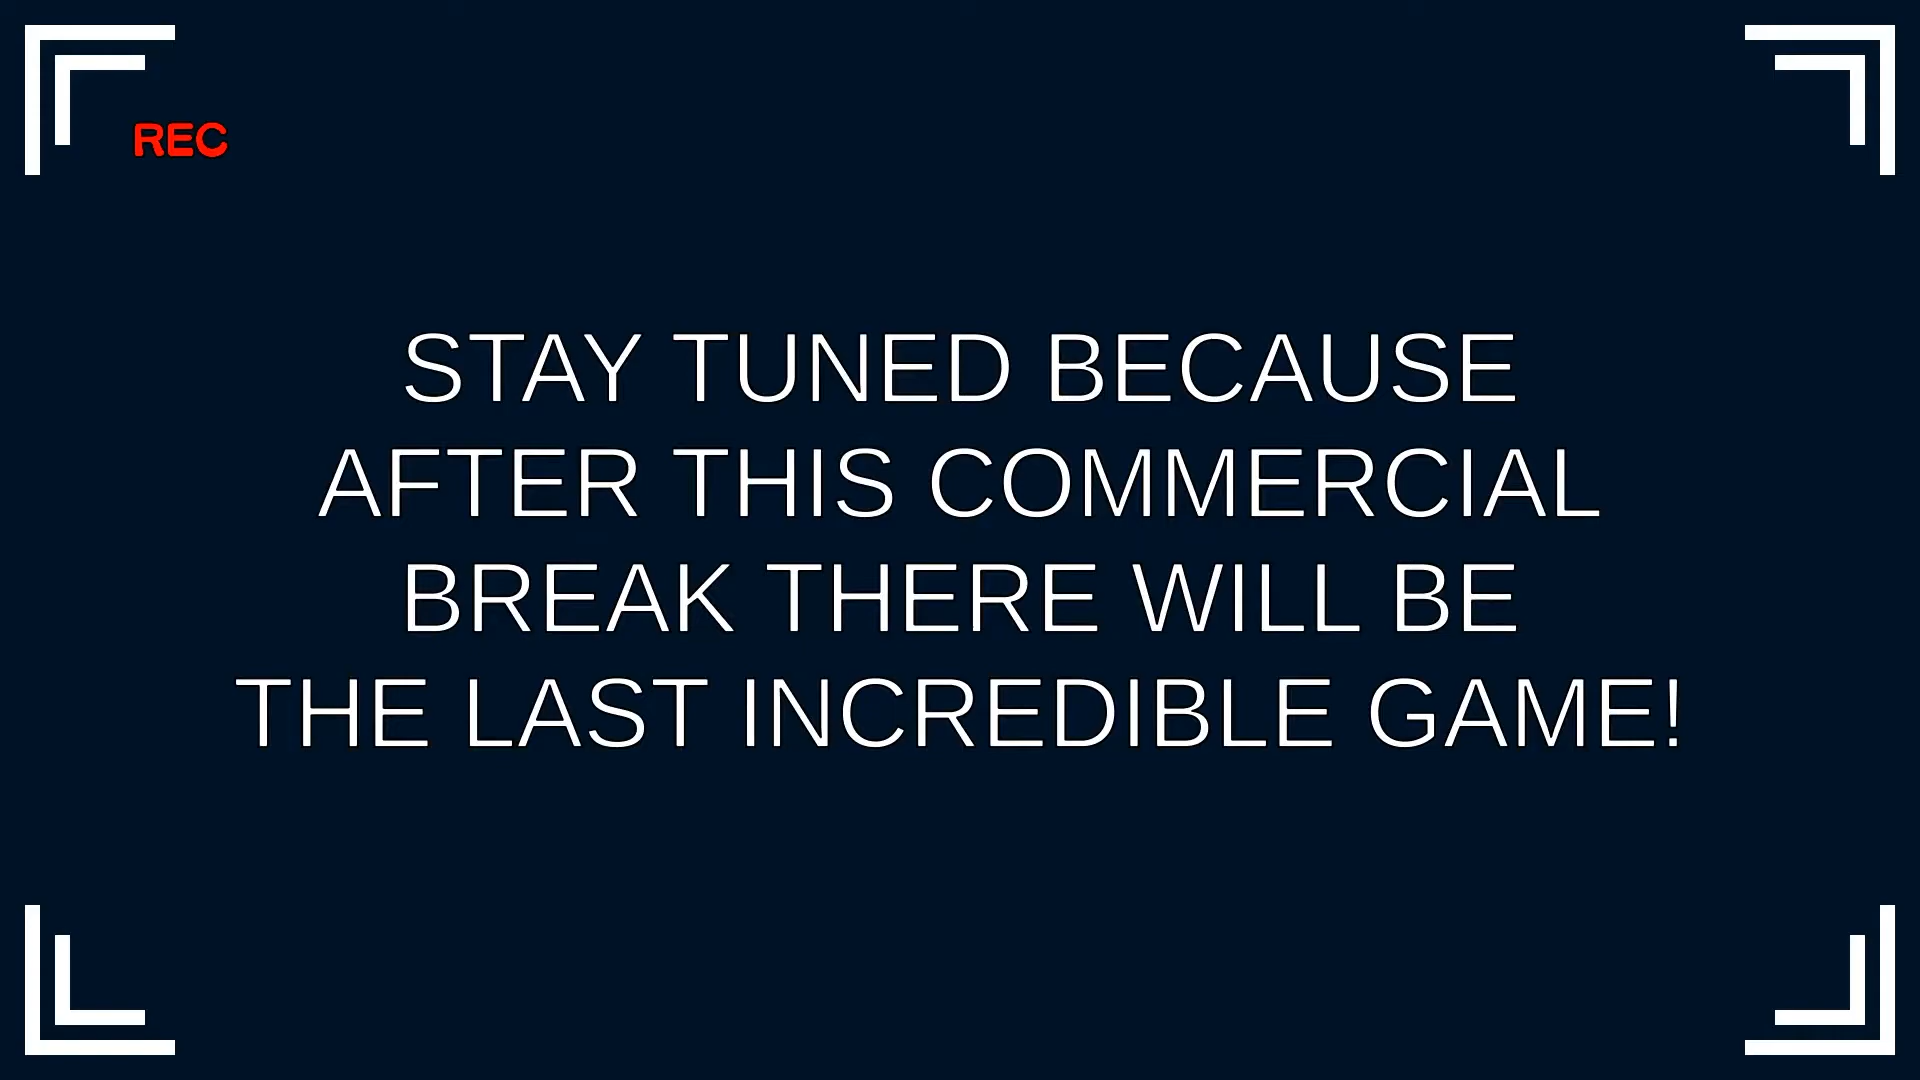 REC
STAY TUNED BECAUSE
AFTER THIS COMMERCIAL
BREAK THERE WILL BE
THE LAST INCREDIBLE GAME!